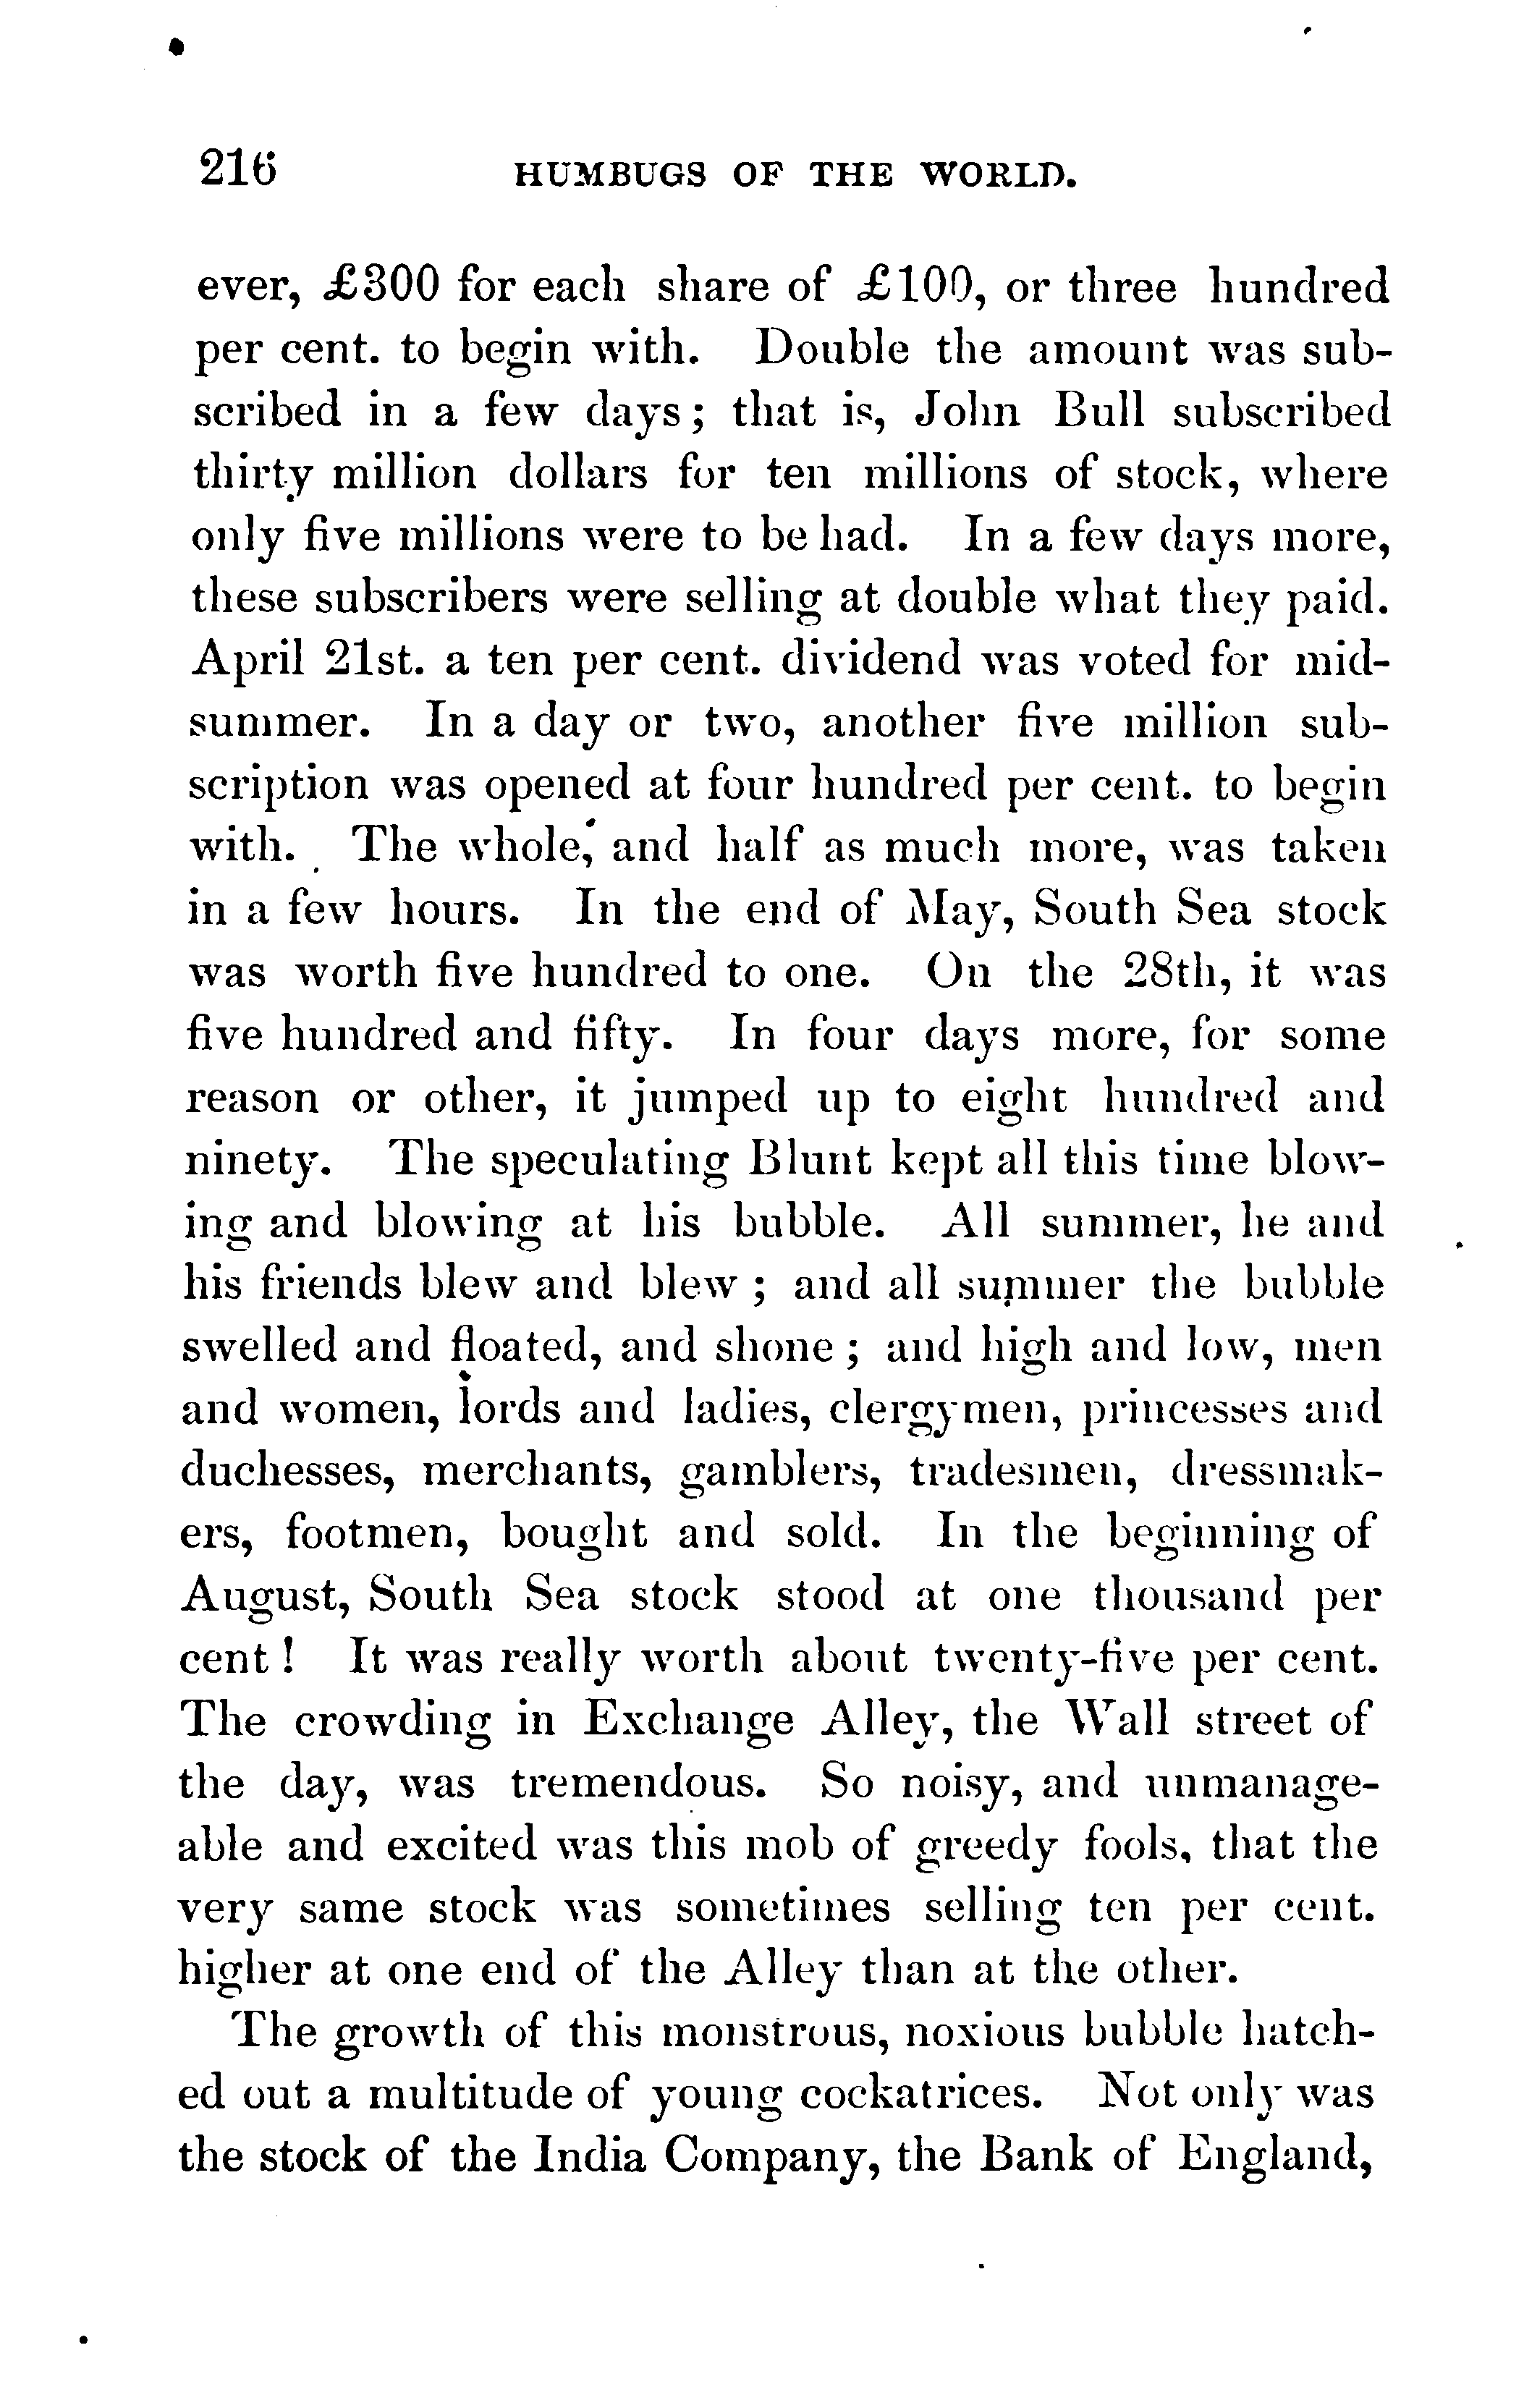 216 HUMBUGS OF THE WORLD.
ever, £300 for each share of £100, or three hundred
per cent. to begin with. Double the amount was sub-
scribed in a few days; that is, John Bull subscribed
thirty million dollars for ten millions of stock, where
only five millions were to be had. In a few days more,
these subscribers were selling at double what they paid.
April 21st. a ten per cent. dividend was voted for mid-
summer. In a day or two, another five million sub-
scription was opened at four hundred per cent. to begin
with. The whole, and half as much more, was taken
in a few hours. In the end of May, South Sea stock
was worth five hundred to one. On the 28th, it was
five hundred and fifty. In four days more, for some
reason or other, it jumped up to eight hundred and
ninety. The speculating Blunt kept all this time blow-
ing and blowing at his bubble. All summer, he and
his friends blew and blew; and all summer the bubble
swelled and floated, and shone; and high and low, men
and women, lords and ladies, clergymen, princesses and
duchesses, merchants, gamblers, tradesmen, dressmak-
ers, footmen, bought and sold. In the beginning of
August, South Sea stock stood at one thousand per
cent! It was really worth about twenty-five per cent.
The crowding in Exchange Alley, the Wall street of
the day, was tremendous. So noisy, and unmanage-
able and excited was this mob of greedy fools, that the
very same stock was sometimes selling ten per cent.
higher at one end of the Alley than at the other.
The growth of this monstrous, noxious bubble hatch-
ed out a multitude of young cockatrices. Not only was
the stock of the India Company, the Bank of England,